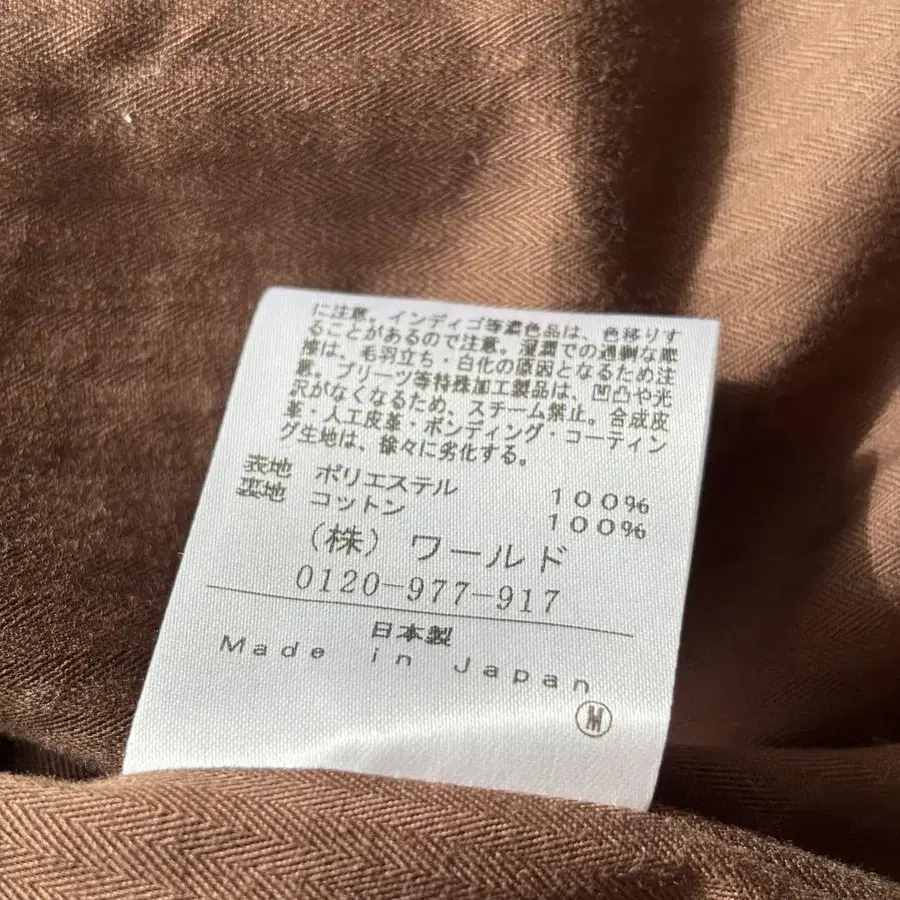 に注意。インディゴ等濃色品は、色移りす
ることがあるので注意。湿潤での過剰な摩
擦は、毛羽立ち・白化の原因となるため注
意。プリーツ等特殊加工製品は、凹凸や光
沢がなくなるため、スチーム禁止。合成皮
革・人工皮革・ボンディング・コーティン
グ生地は、徐々に劣化する。
表地 ポリエステル 100%
裏地 コットン 100%
(株) ワールド
0120-977-917
日本製
Made in Japan
M